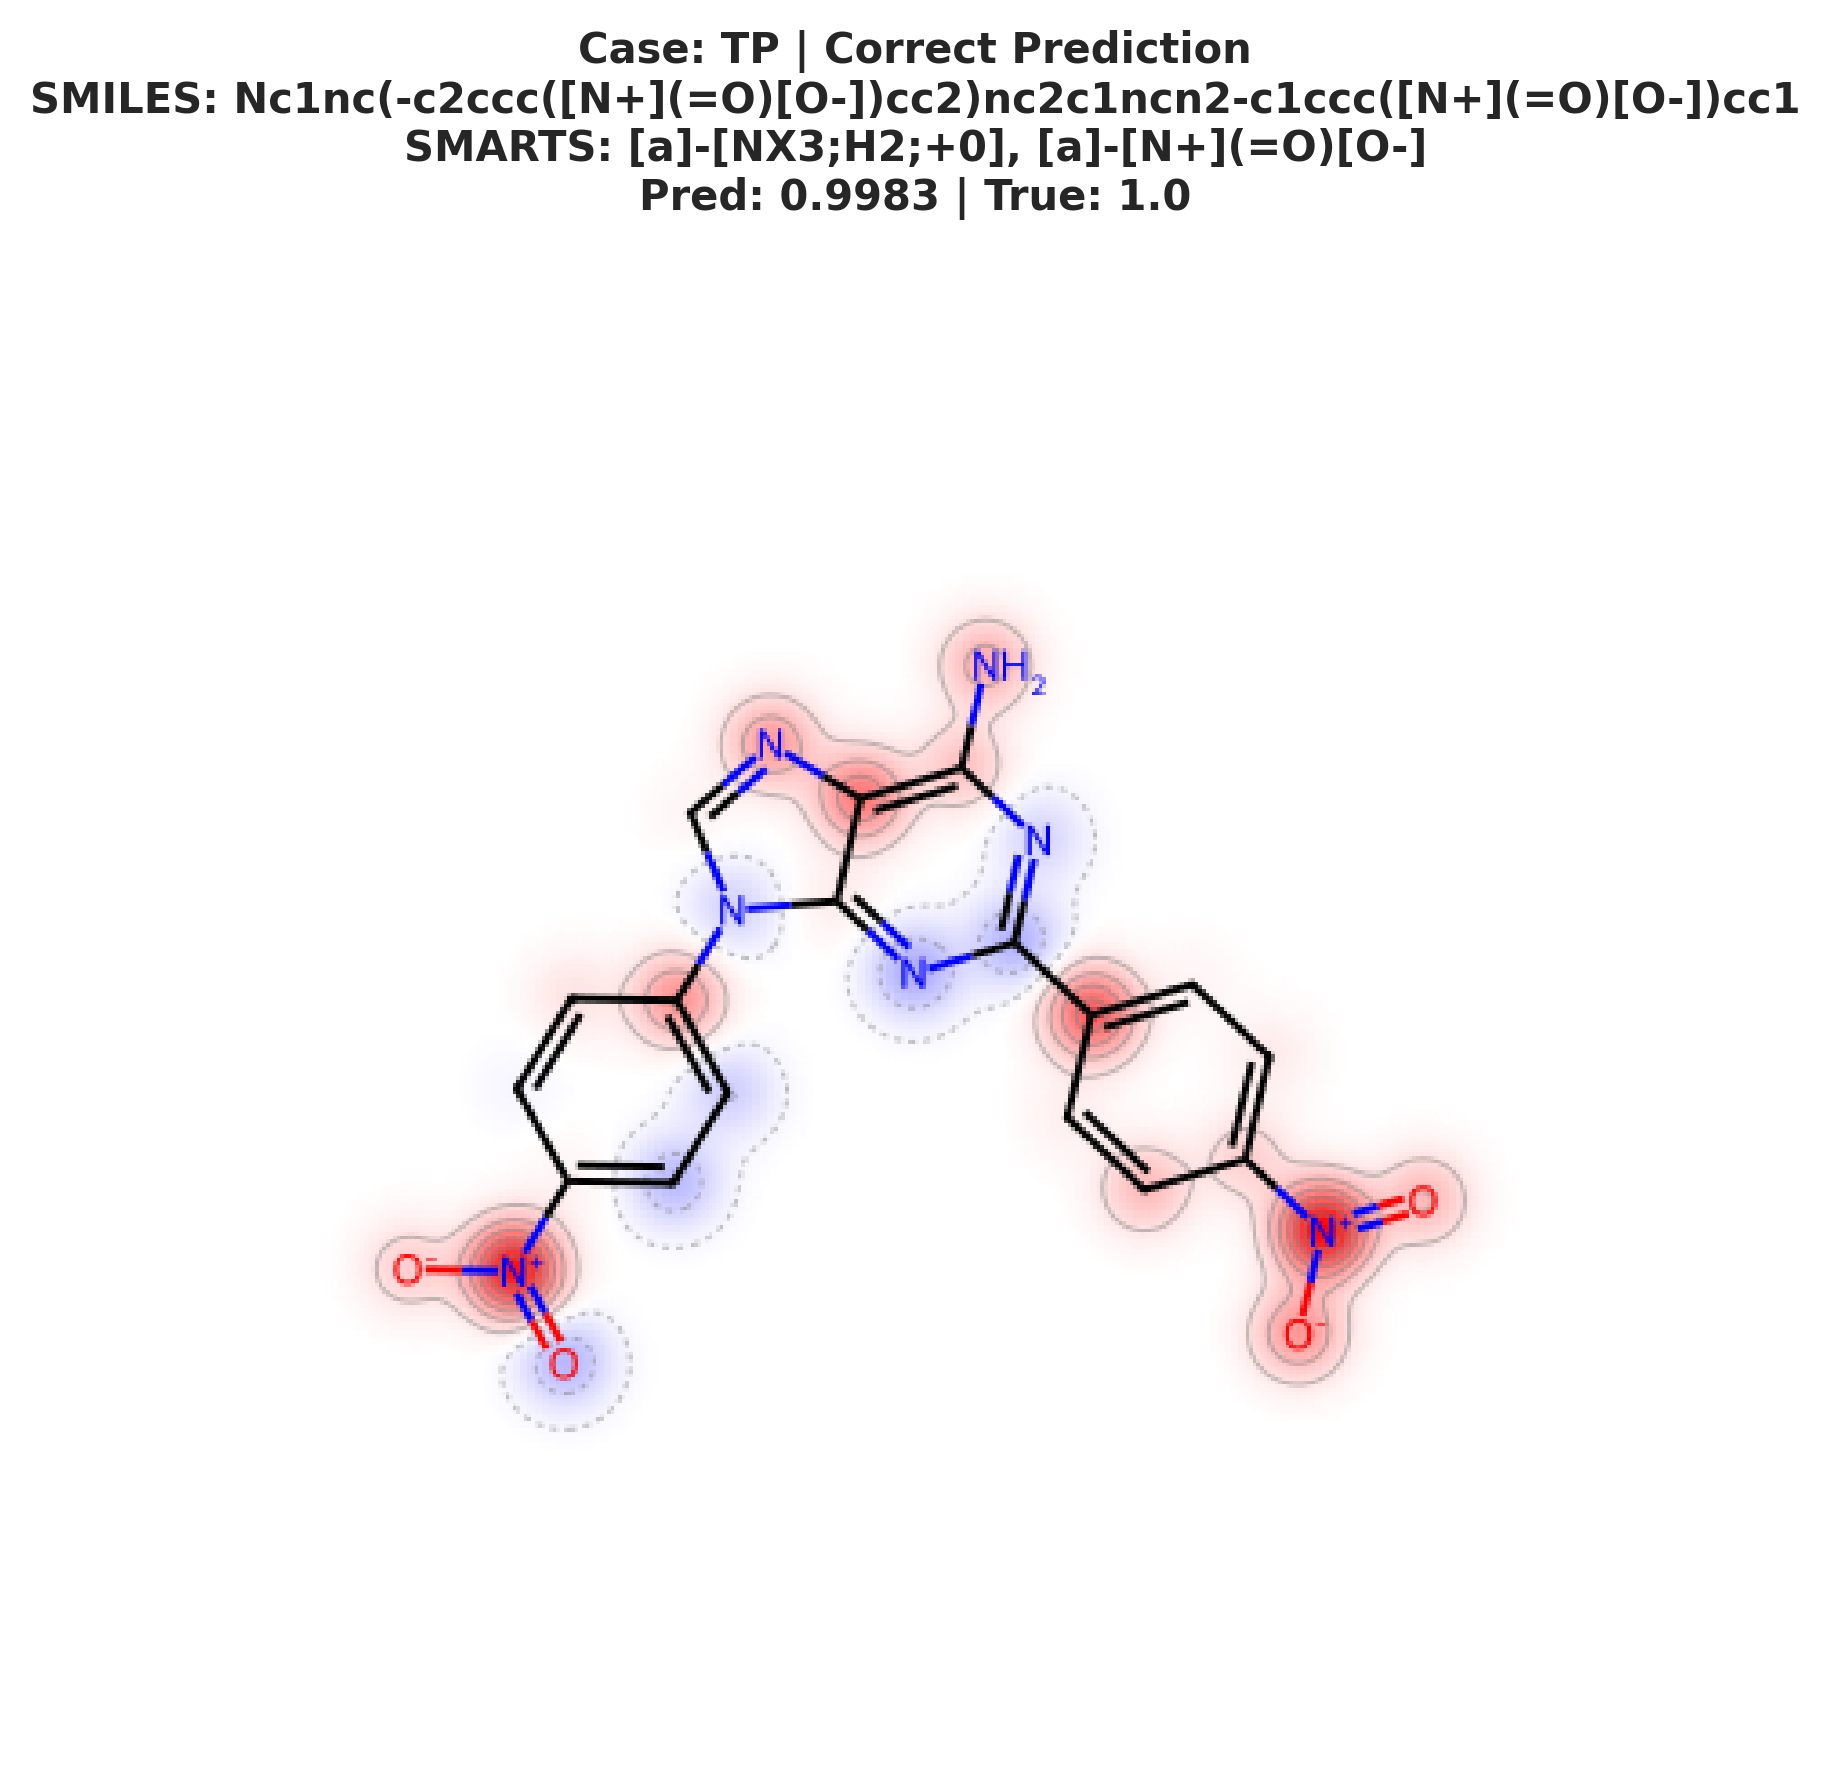 Case: TP | Correct Prediction
SMILES: Nc1nc(-c2ccc([N+](=O)[O-])cc2)nc2c1ncn2-c1ccc([N+](=O)[O-])cc1
SMARTS: [a]-[NX3;H2;+0], [a]-[N+](=O)[O-]
Pred: 0.9983 | True: 1.0
NH2
N
N
N
N
O
N+
O-
N+
O-
O